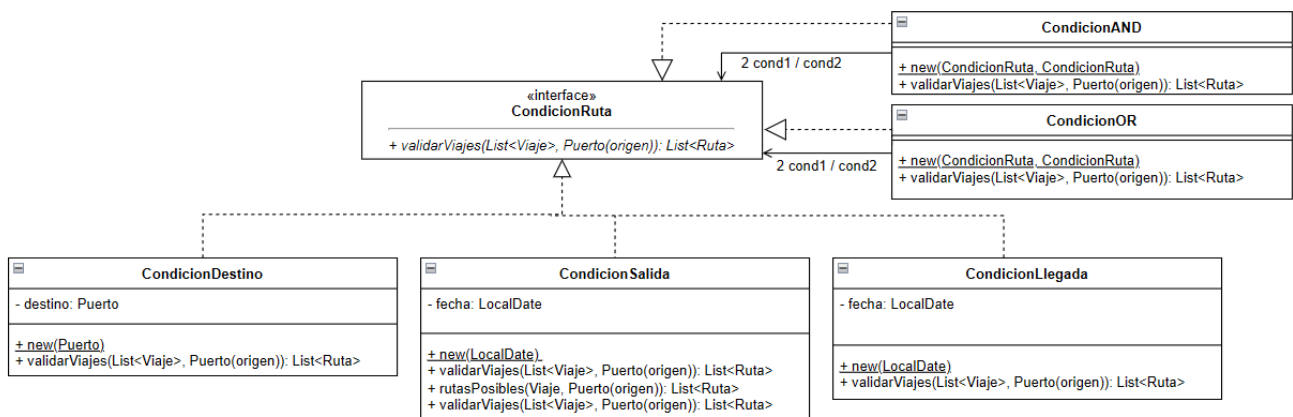 CondicionAND
+ new(CondicionRuta, CondicionRuta)
+ validarViajes(List<Viaje>, Puerto(origen)): List<Ruta>
2 cond1 / cond2
«interface»
CondicionRuta
+ validarViajes(List<Viaje>, Puerto(origen)): List<Ruta>
CondicionOR
+ new(CondicionRuta, CondicionRuta)
+ validarViajes(List<Viaje>, Puerto(origen)): List<Ruta>
2 cond1 / cond2
CondicionDestino
- destino: Puerto
+ new(Puerto)
+ validarViajes(List<Viaje>, Puerto(origen)): List<Ruta>
CondicionSalida
- fecha: LocalDate
+ new(LocalDate)
+ validarViajes(List<Viaje>, Puerto(origen)): List<Ruta>
+ rutasPosibles(Viaje, Puerto(origen)): List<Ruta>
+ validarViajes(List<Viaje>, Puerto(origen)): List<Ruta>
CondicionLlegada
- fecha: LocalDate
+ new(LocalDate)
+ validarViajes(List<Viaje>, Puerto(origen)): List<Ruta>